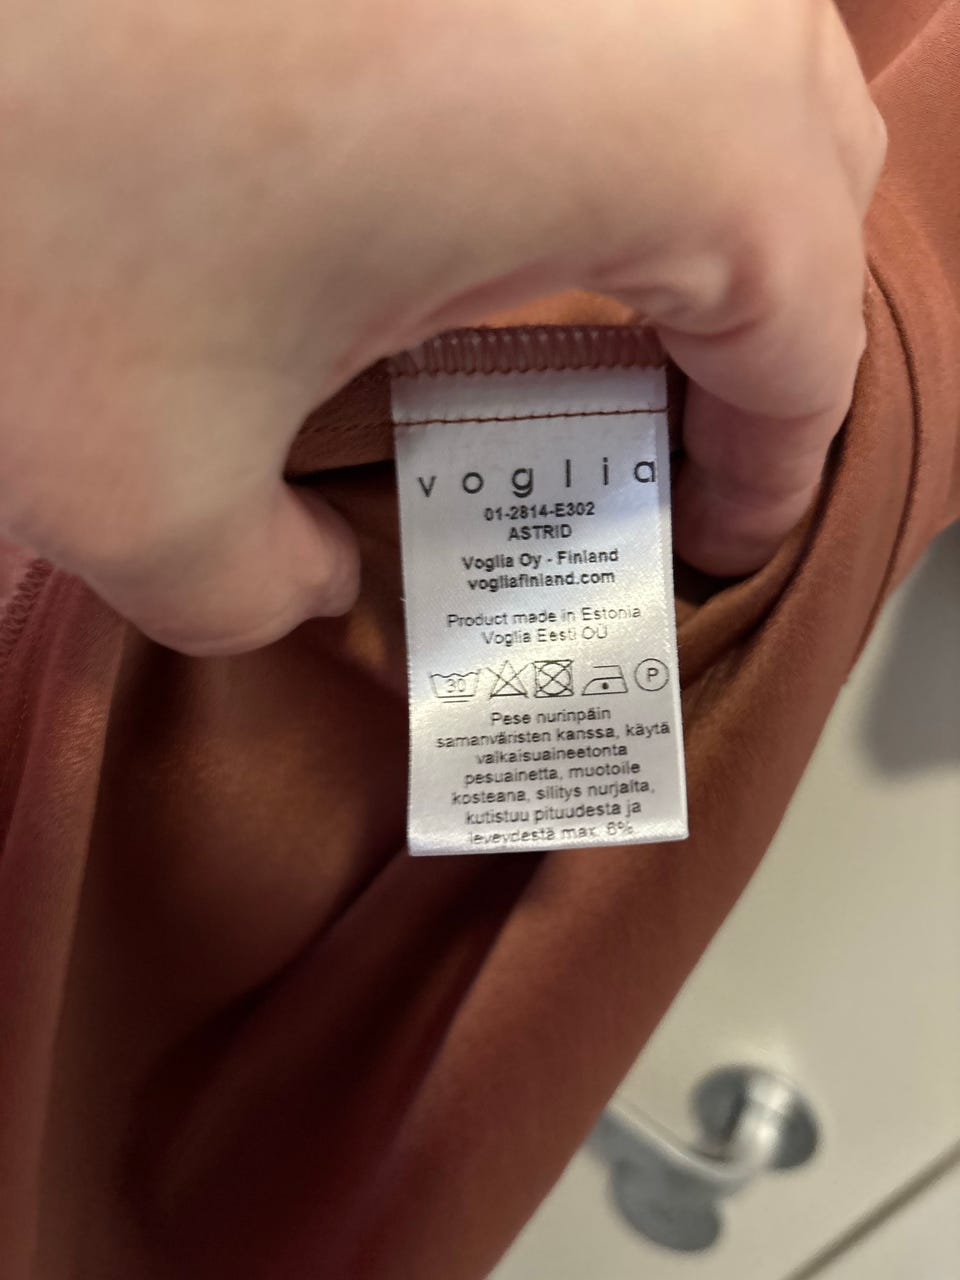 voglia
01-2814-E302
ASTRID
Voglia Oy - Finland
vogliafinland.com
Product made in Estonia
Voglia Eesti OÜ
30 P
Pese nurinpäin
samanväristen kanssa, käytä
valkaisuaineetonta
pesuainetta, muotoile
kosteana, silitys nurjalta,
kutistuu pituudesta ja
leveydestä max. 6%